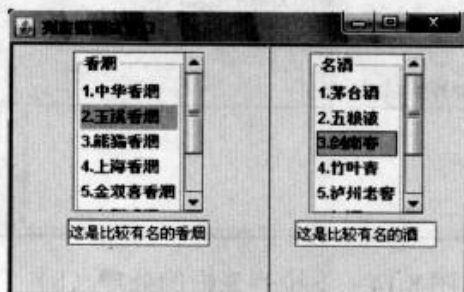 香烟
1.中华香烟
2.玉溪香烟
3.熊猫香烟
4.上海香烟
5.金双喜香烟
这是比较有名的香烟
名酒
1.茅台酒
2.五粮液
3.剑南春
4.竹叶青
5.泸州老窖
这是比较有名的酒